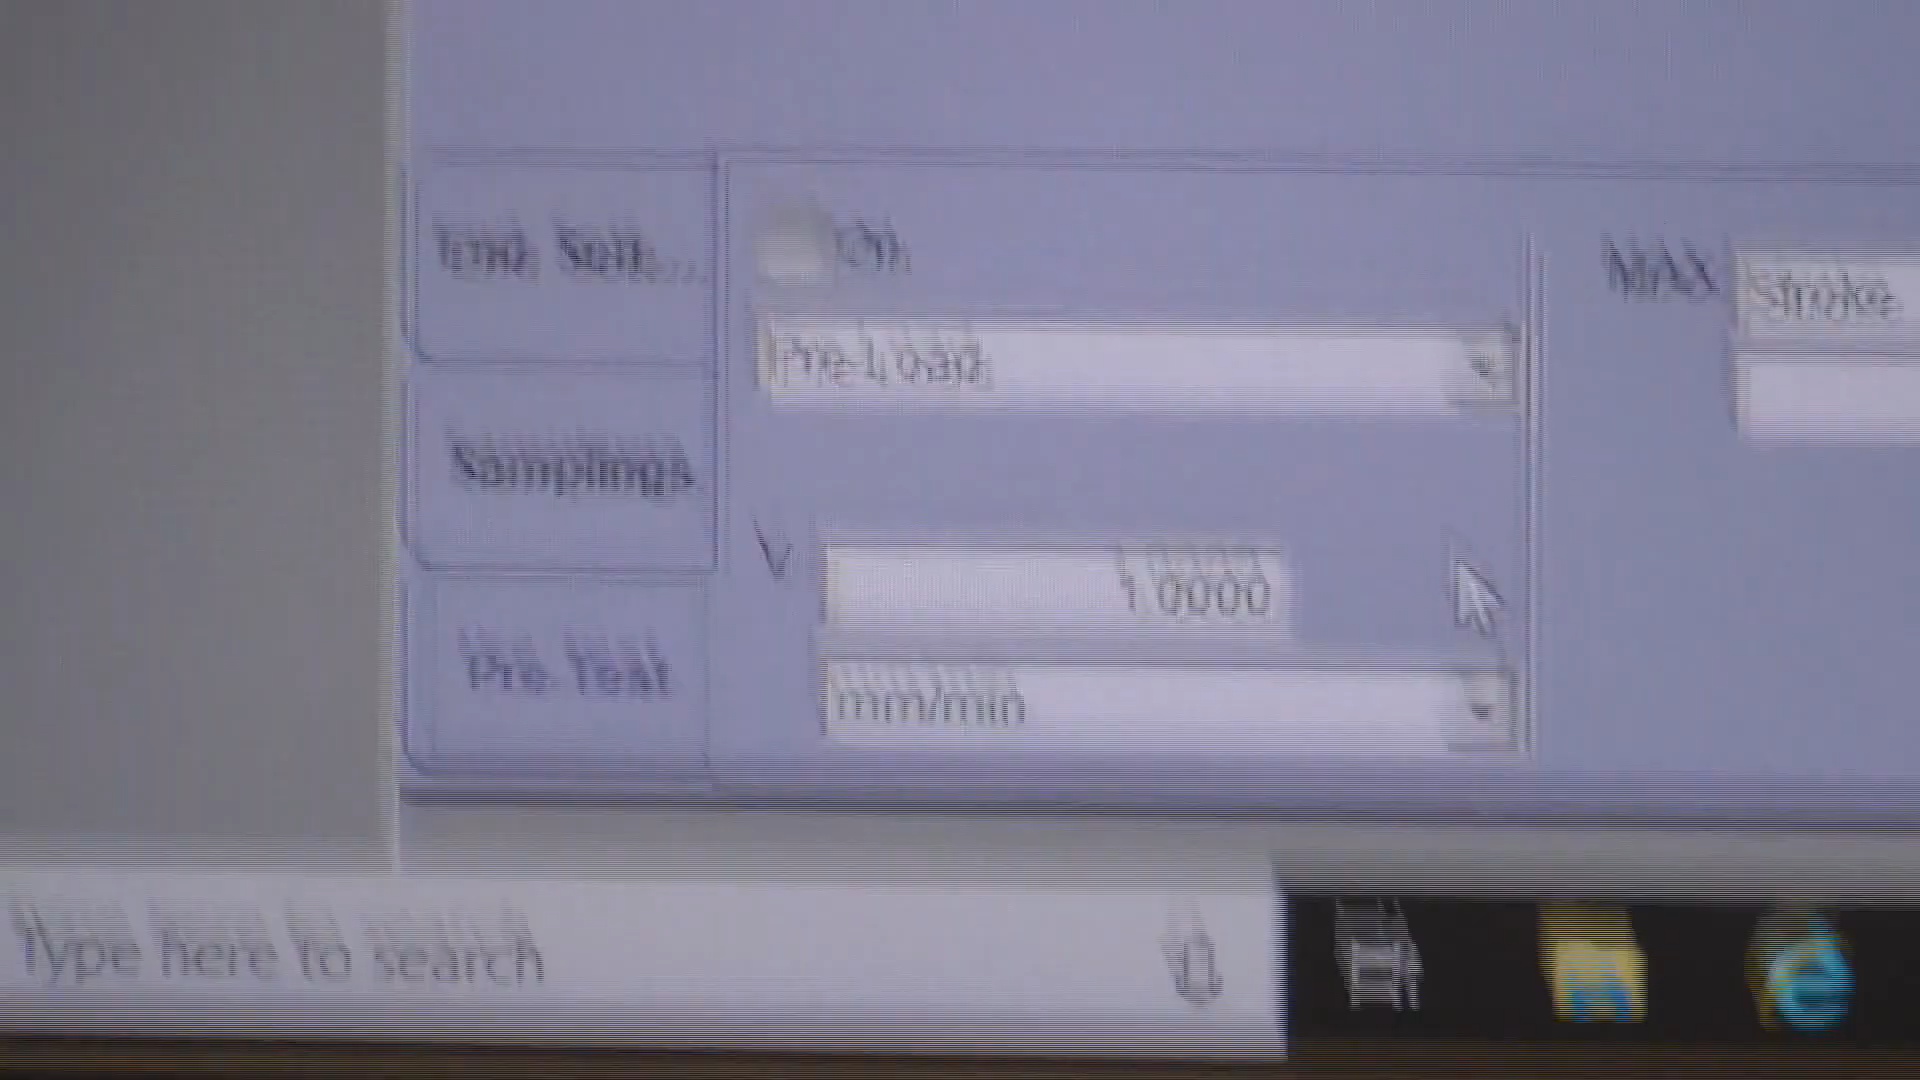 On
MAX
Stroke
Pre-Load
Samplings
V
1.0000
Pre Test
mm/min
Type here to search